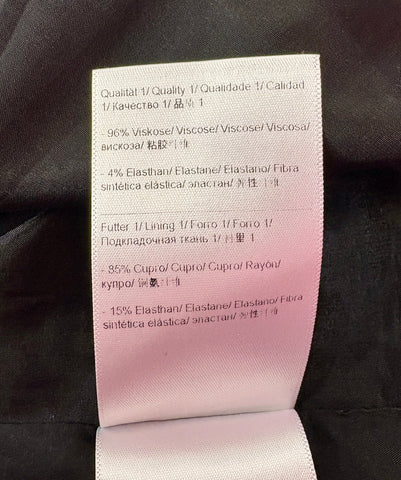 Qualität 1/ Quality 1/ Qualidade 1/ Calidad
1/ Качество 1/ 品质 1
- 96% Viskose/ Viscose/ Viscose/ Viscosa/
вискоза/ 粘胶纤维
- 4% Elasthan/ Elastane/ Elastano/ Fibra
sintética elástica/ эластан/ 弹性纤维
Futter 1/ Lining 1/ Forro 1/ Forro 1/
Подкладочная ткань 1/ 衬里 1
- 85% Cupro/ Cupro/ Cupro/ Rayón/
купро/ 铜氨纤维
- 15% Elasthan/ Elastane/ Elastano/ Fibra
sintética elástica/ эластан/ 弹性纤维